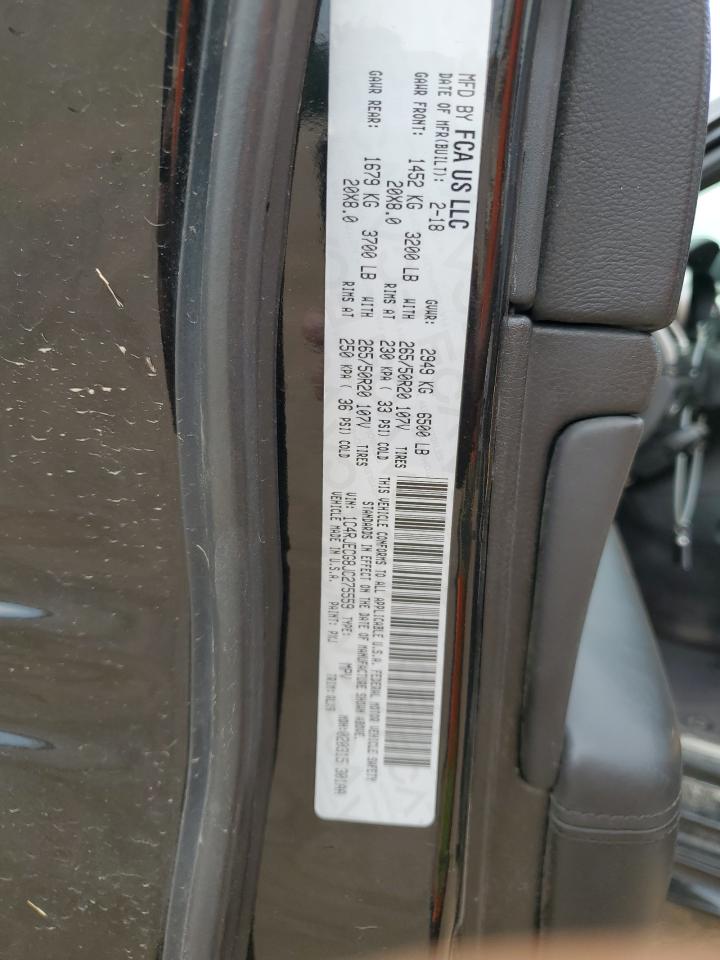 MFD BY FCA US LLC
DATE OF MFR(BUILT): 2-18 GVWR: 2949 KG 6500 LB
GAWR FRONT: 1452 KG 3200 LB WITH 265/50R20 107V TIRES
20X8.0 RIMS AT 230 KPA ( 33 PSI) COLD
GAWR REAR: 1679 KG 3700 LB WITH 265/50R20 107V TIRES
20X8.0 RIMS AT 250 KPA ( 36 PSI) COLD
THIS VEHICLE CONFORMS TO ALL APPLICABLE U.S.A. FEDERAL MOTOR VEHICLE SAFETY
STANDARDS IN EFFECT ON THE DATE OF MANUFACTURE SHOWN ABOVE.
VIN: 1C4RJECG8JC275559 TYPE: MPV
VEHICLE MADE IN U.S.A. PAINT: PXJ